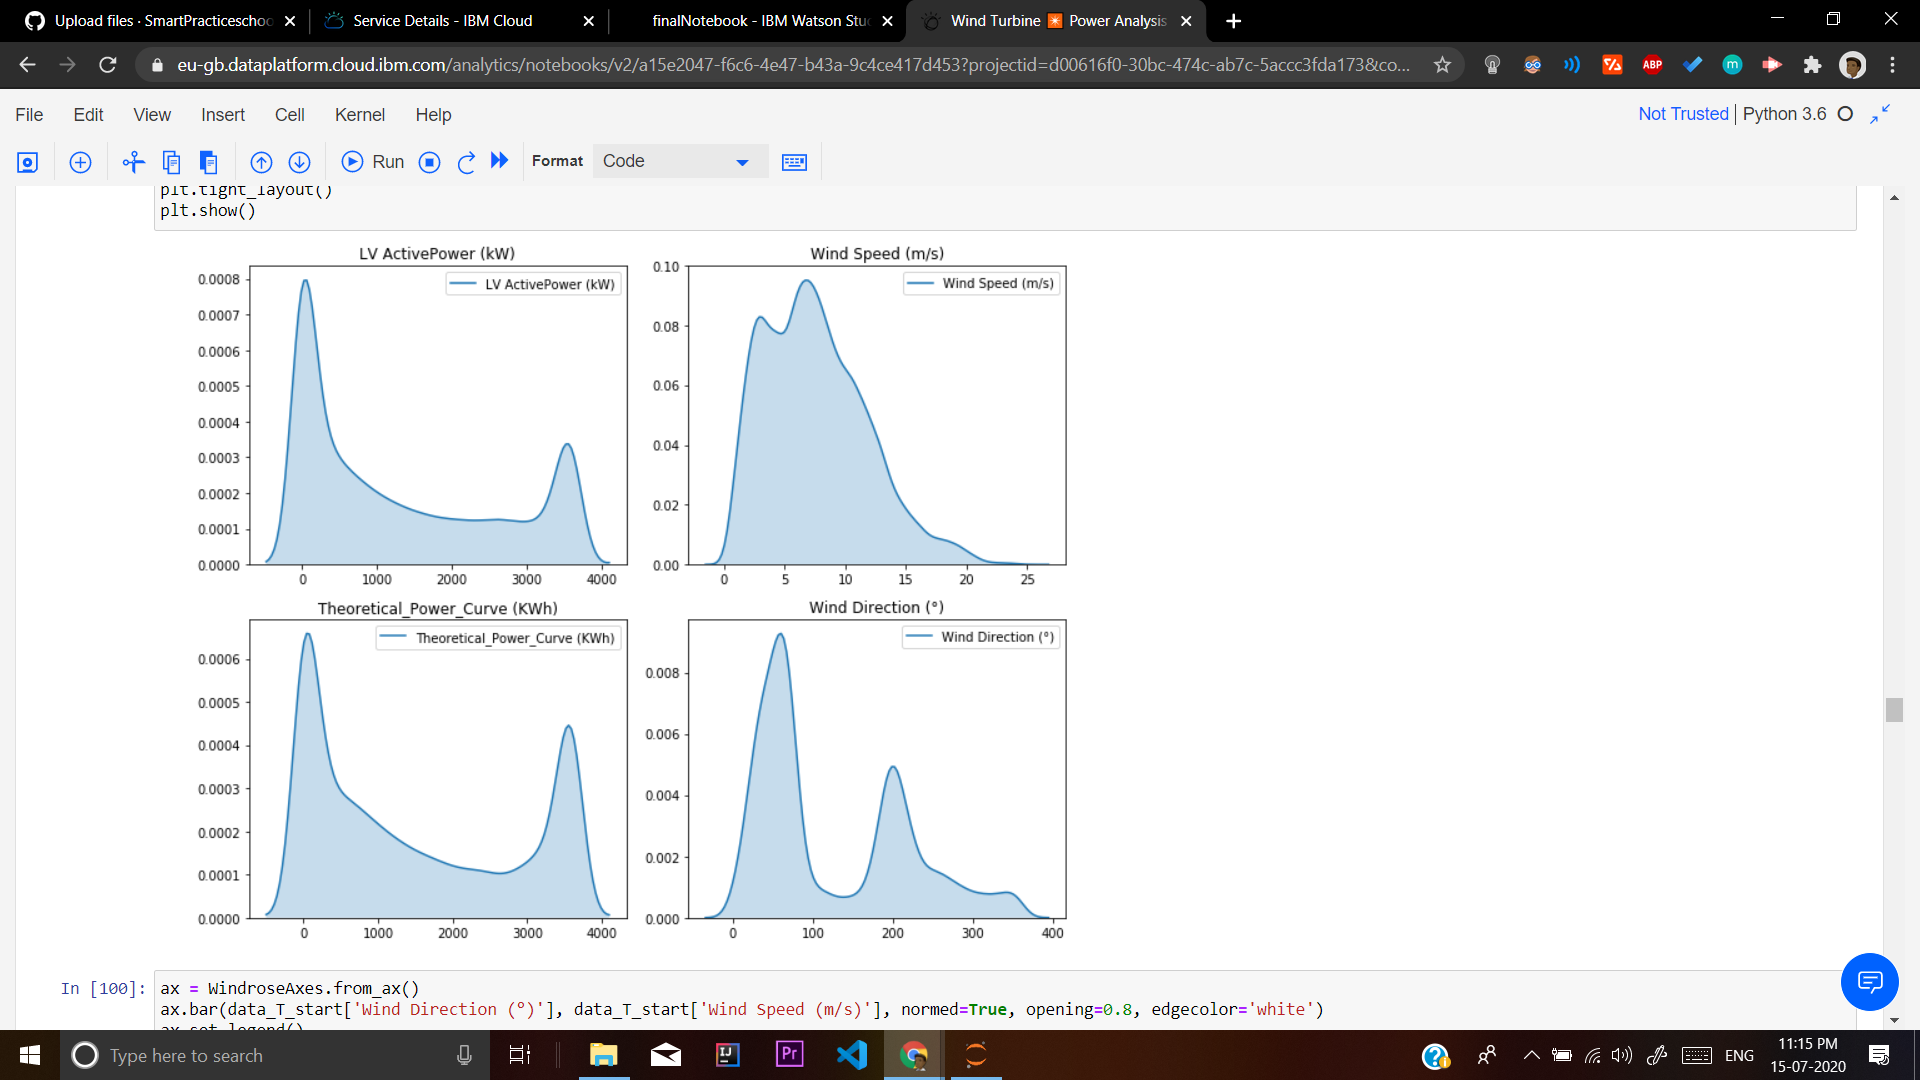 Upload files · SmartPracticeschoo
Service Details - IBM Cloud
finalNotebook - IBM Watson Stu
Wind Turbine Power Analysis
eu-gb.dataplatform.cloud.ibm.com/analytics/notebooks/v2/a15e2047-f6c6-4e47-b43a-9c4ce417d453?projectid=d00616f0-30bc-474c-ab7c-5accc3fda173&co...
ABP
m
File Edit View Insert Cell Kernel Help
Not Trusted Python 3.6
Run
Format
Code
plt.tight_layout()
plt.show()
LV ActivePower (kW)
LV ActivePower (kW)
0.0008
0.0007
0.0006
0.0005
0.0004
0.0003
0.0002
0.0001
0.0000
0 1000 2000 3000 4000
Wind Speed (m/s)
Wind Speed (m/s)
0.10
0.08
0.06
0.04
0.02
0.00
0 5 10 15 20 25
Theoretical_Power_Curve (KWh)
Theoretical_Power_Curve (KWh)
0.0006
0.0005
0.0004
0.0003
0.0002
0.0001
0.0000
0 1000 2000 3000 4000
Wind Direction (°)
Wind Direction (°)
0.008
0.006
0.004
0.002
0.000
0 100 200 300 400
In [100]:
ax = WindroseAxes.from_ax()
ax.bar(data_T_start['Wind Direction (°)'], data_T_start['Wind Speed (m/s)'], normed=True, opening=0.8, edgecolor='white')
ax.set_legend()
Type here to search
IJ
Pr
ENG
11:15 PM
15-07-2020